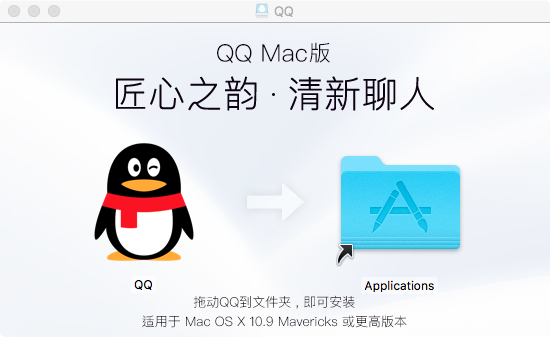 QQ
QQ Mac版
匠心之韵 · 清新聊人
QQ
Applications
拖动QQ到文件夹，即可安装
适用于 Mac OS X 10.9 Mavericks 或更高版本